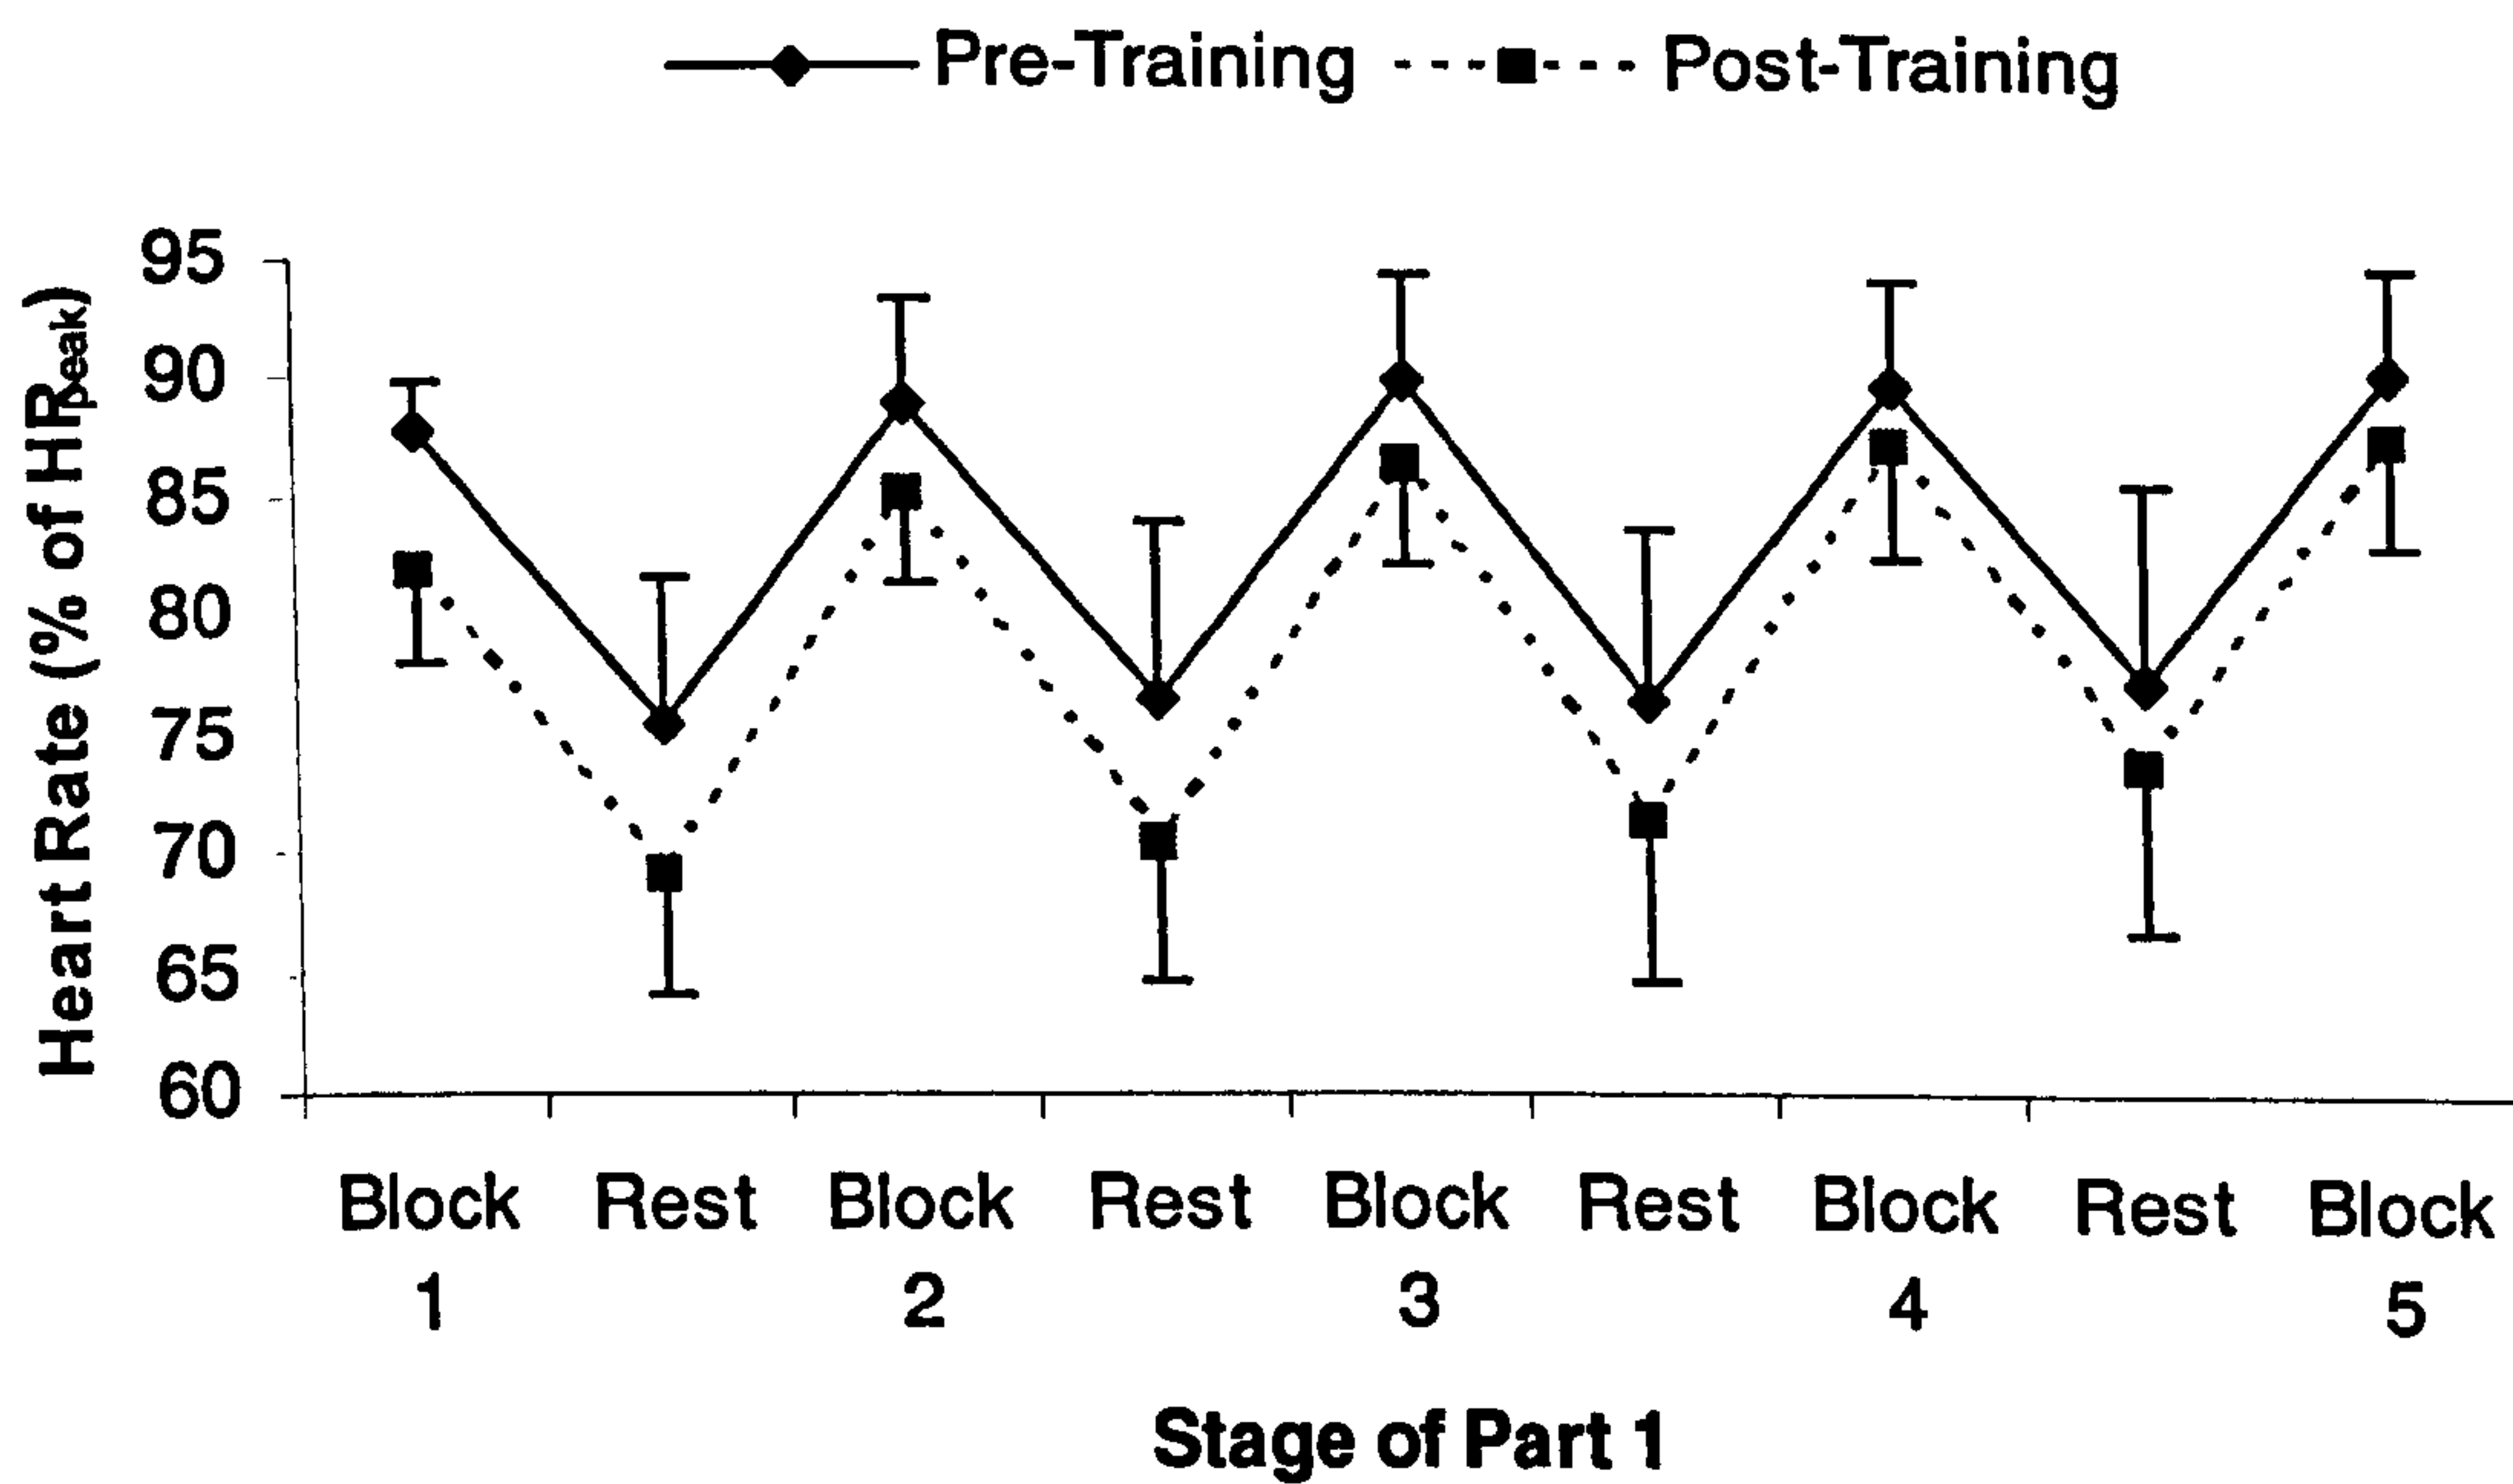 Pre-Training Post-Training
Heart Rate (% of HRpeak)
95
90
85
80
75
70
65
60
Block Rest Block Rest Block Rest Block Rest Block
1 2 3 4 5
Stage of Part 1